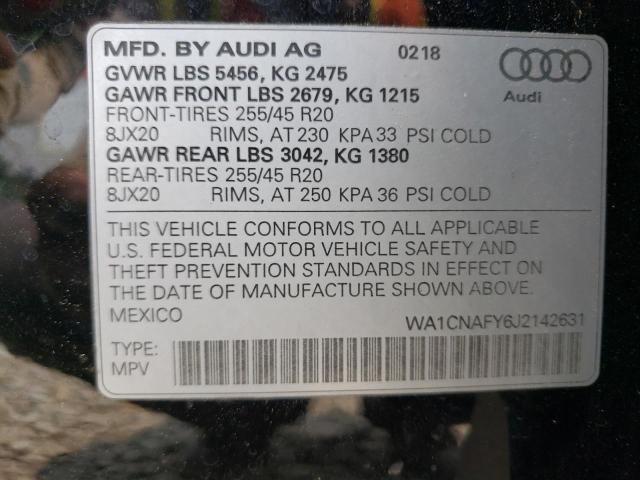 MFD. BY AUDI AG 0218
GVWR LBS 5456, KG 2475
GAWR FRONT LBS 2679, KG 1215 Audi
FRONT-TIRES 255/45 R20
8JX20 RIMS, AT 230 KPA 33 PSI COLD
GAWR REAR LBS 3042, KG 1380
REAR-TIRES 255/45 R20
8JX20 RIMS, AT 250 KPA 36 PSI COLD
THIS VEHICLE CONFORMS TO ALL APPLICABLE
U.S. FEDERAL MOTOR VEHICLE SAFETY AND
THEFT PREVENTION STANDARDS IN EFFECT ON
THE DATE OF MANUFACTURE SHOWN ABOVE.
MEXICO WA1CNAFY6J2142631
TYPE:
MPV